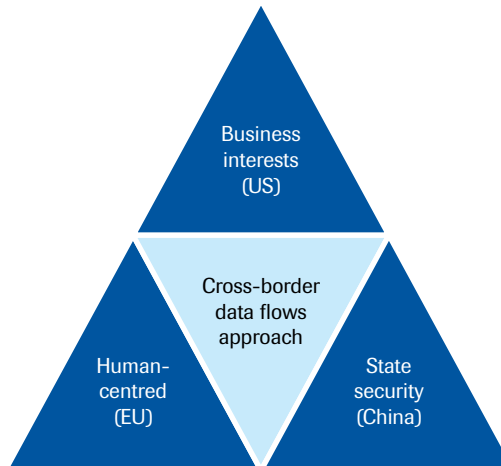 Business
interests
(US)
Cross-border
data flows
approach
Human-
centred
(EU)
State
security
(China)